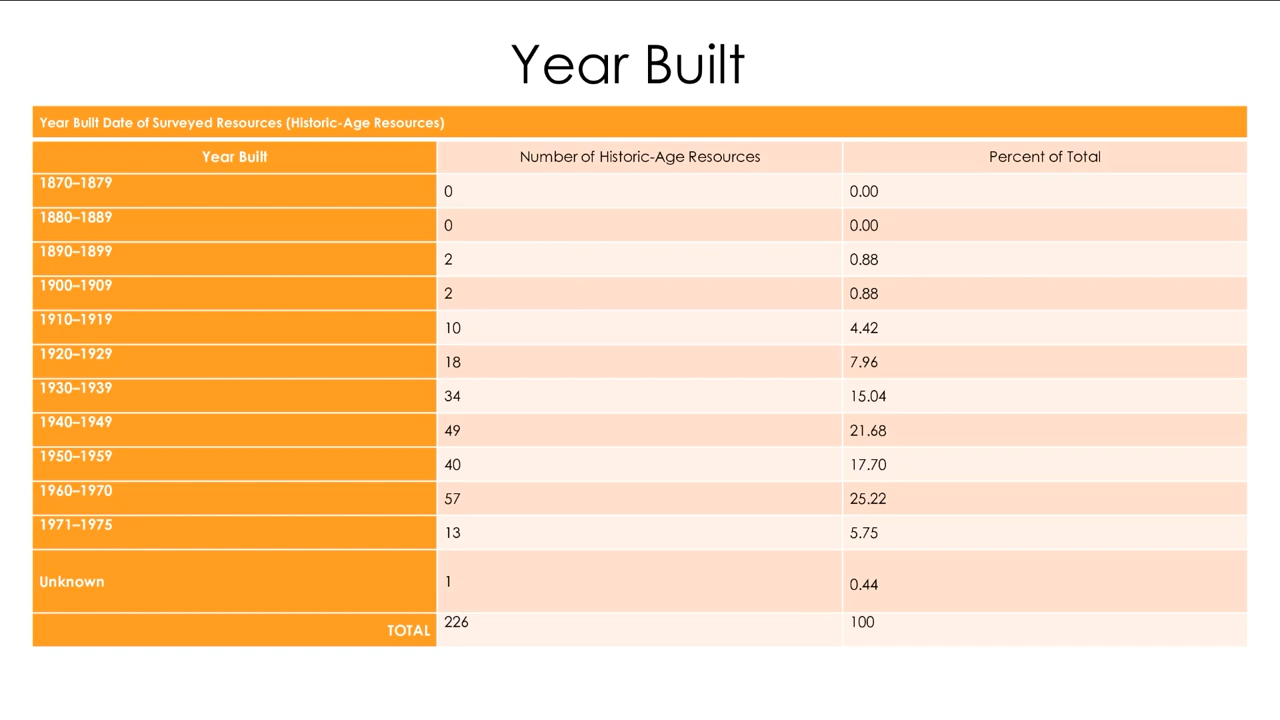 Year Built
Year Built Date of Surveyed Resources (Historic-Age Resources)
Year Built Number of Historic-Age Resources Percent of Total
1870–1879 0 0.00
1880–1889 0 0.00
1890–1899 2 0.88
1900–1909 2 0.88
1910–1919 10 4.42
1920–1929 18 7.96
1930–1939 34 15.04
1940–1949 49 21.68
1950–1959 40 17.70
1960–1970 57 25.22
1971–1975 13 5.75
Unknown 1 0.44
TOTAL 226 100